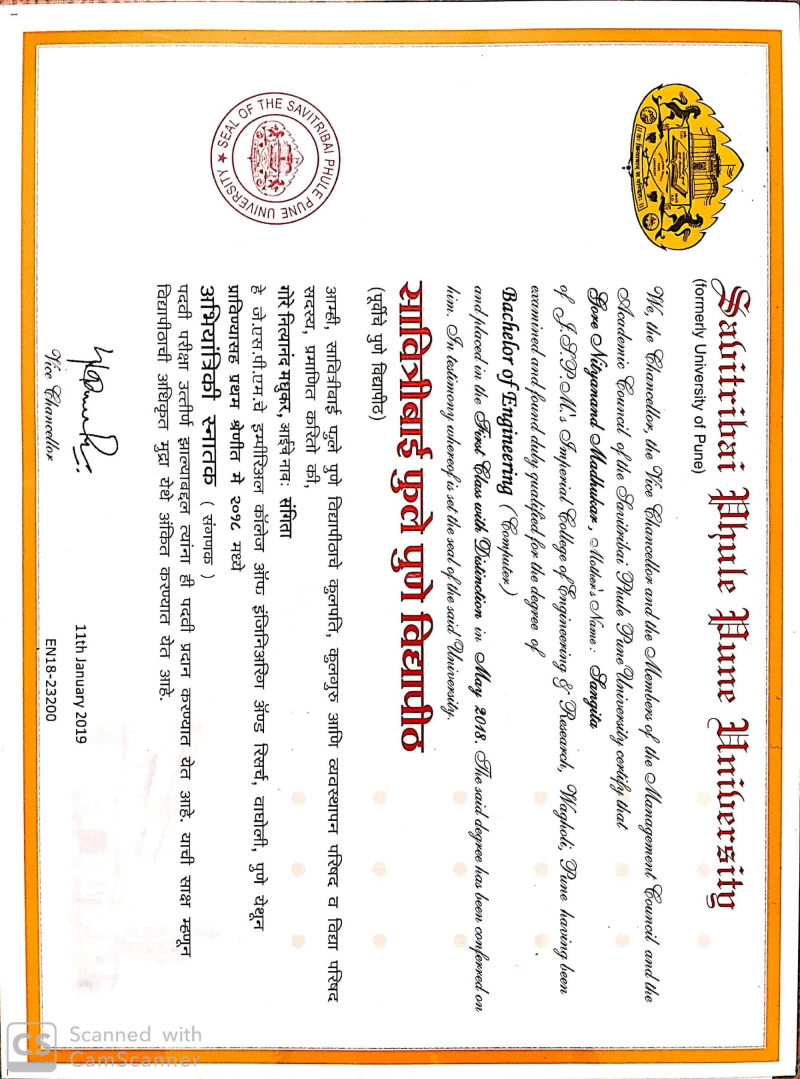 Savitribai Phule Pune University
(formerly University of Pune)
We, the Chancellor, the Vice Chancellor and the Members of the Management Council and the
Academic Council of the Savitribai Phule Pune University certify that
Gore Nityanand Madhukar, Mother's Name: Sangita
of J.S.P.M.'s Imperial College of Engineering & Research, Wagholi, Pune having been
examined and found duly qualified for the degree of
Bachelor of Engineering (Computer)
and placed in the First Class with Distinction in May 2018. The said degree has been conferred on
him. In testimony whereof is set the seal of the said University.
सावित्रीबाई फुले पुणे विद्यापीठ
(पूर्वीचे पुणे विद्यापीठ)
आम्ही, सावित्रीबाई फुले पुणे विद्यापीठाचे कुलपति, कुलगुरु आणि व्यवस्थापन परिषद व विद्या परिषद
सदस्य, प्रमाणित करितो की,
गोरे नित्यानंद मधुकर, आईचे नाव: संगिता
हे जे.एस.पी.एम.चे इम्पीरिअल कॉलेज ऑफ इंजिनिअरिंग अ‍ॅण्ड रिसर्च, वाघोली, पुणे येथून
प्राविण्यासह प्रथम श्रेणीत मे २०१८ मध्ये
अभियांत्रिकी स्नातक (संगणक)
पदवी परीक्षा उत्तीर्ण झाल्याबद्दल त्यांना ही पदवी प्रदान करण्यात येत आहे. याची साक्ष म्हणून
विद्यापीठाची अधिकृत मुद्रा येथे अंकित करण्यात येत आहे.
SEAL OF THE SAVITRIBAI PHULE PUNE UNIVERSITY
Vice Chancellor
11th January 2019
EN18-23200
CS Scanned with
CamScanner